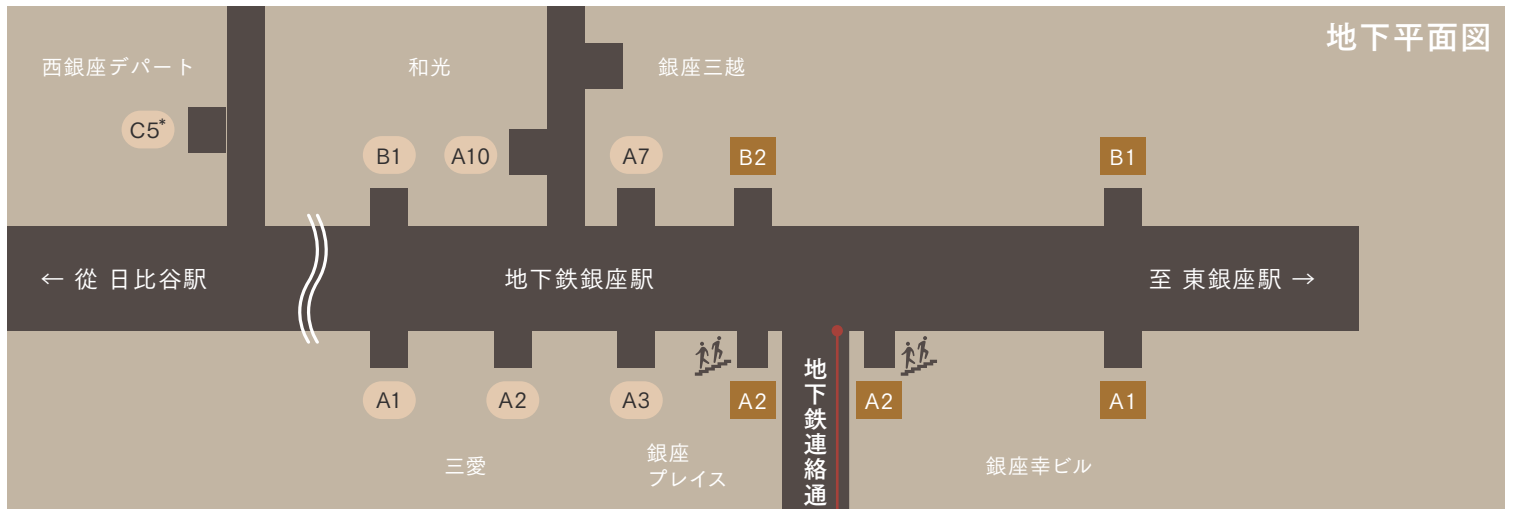 地下平面図
西銀座デパート
和光
銀座三越
C5*
B1
A10
A7
B2
B1
← 從 日比谷駅
地下鉄銀座駅
至 東銀座駅 →
A1
A2
A3
A2
地下鉄連絡通
A2
A1
三愛
銀座
プレイス
銀座幸ビル